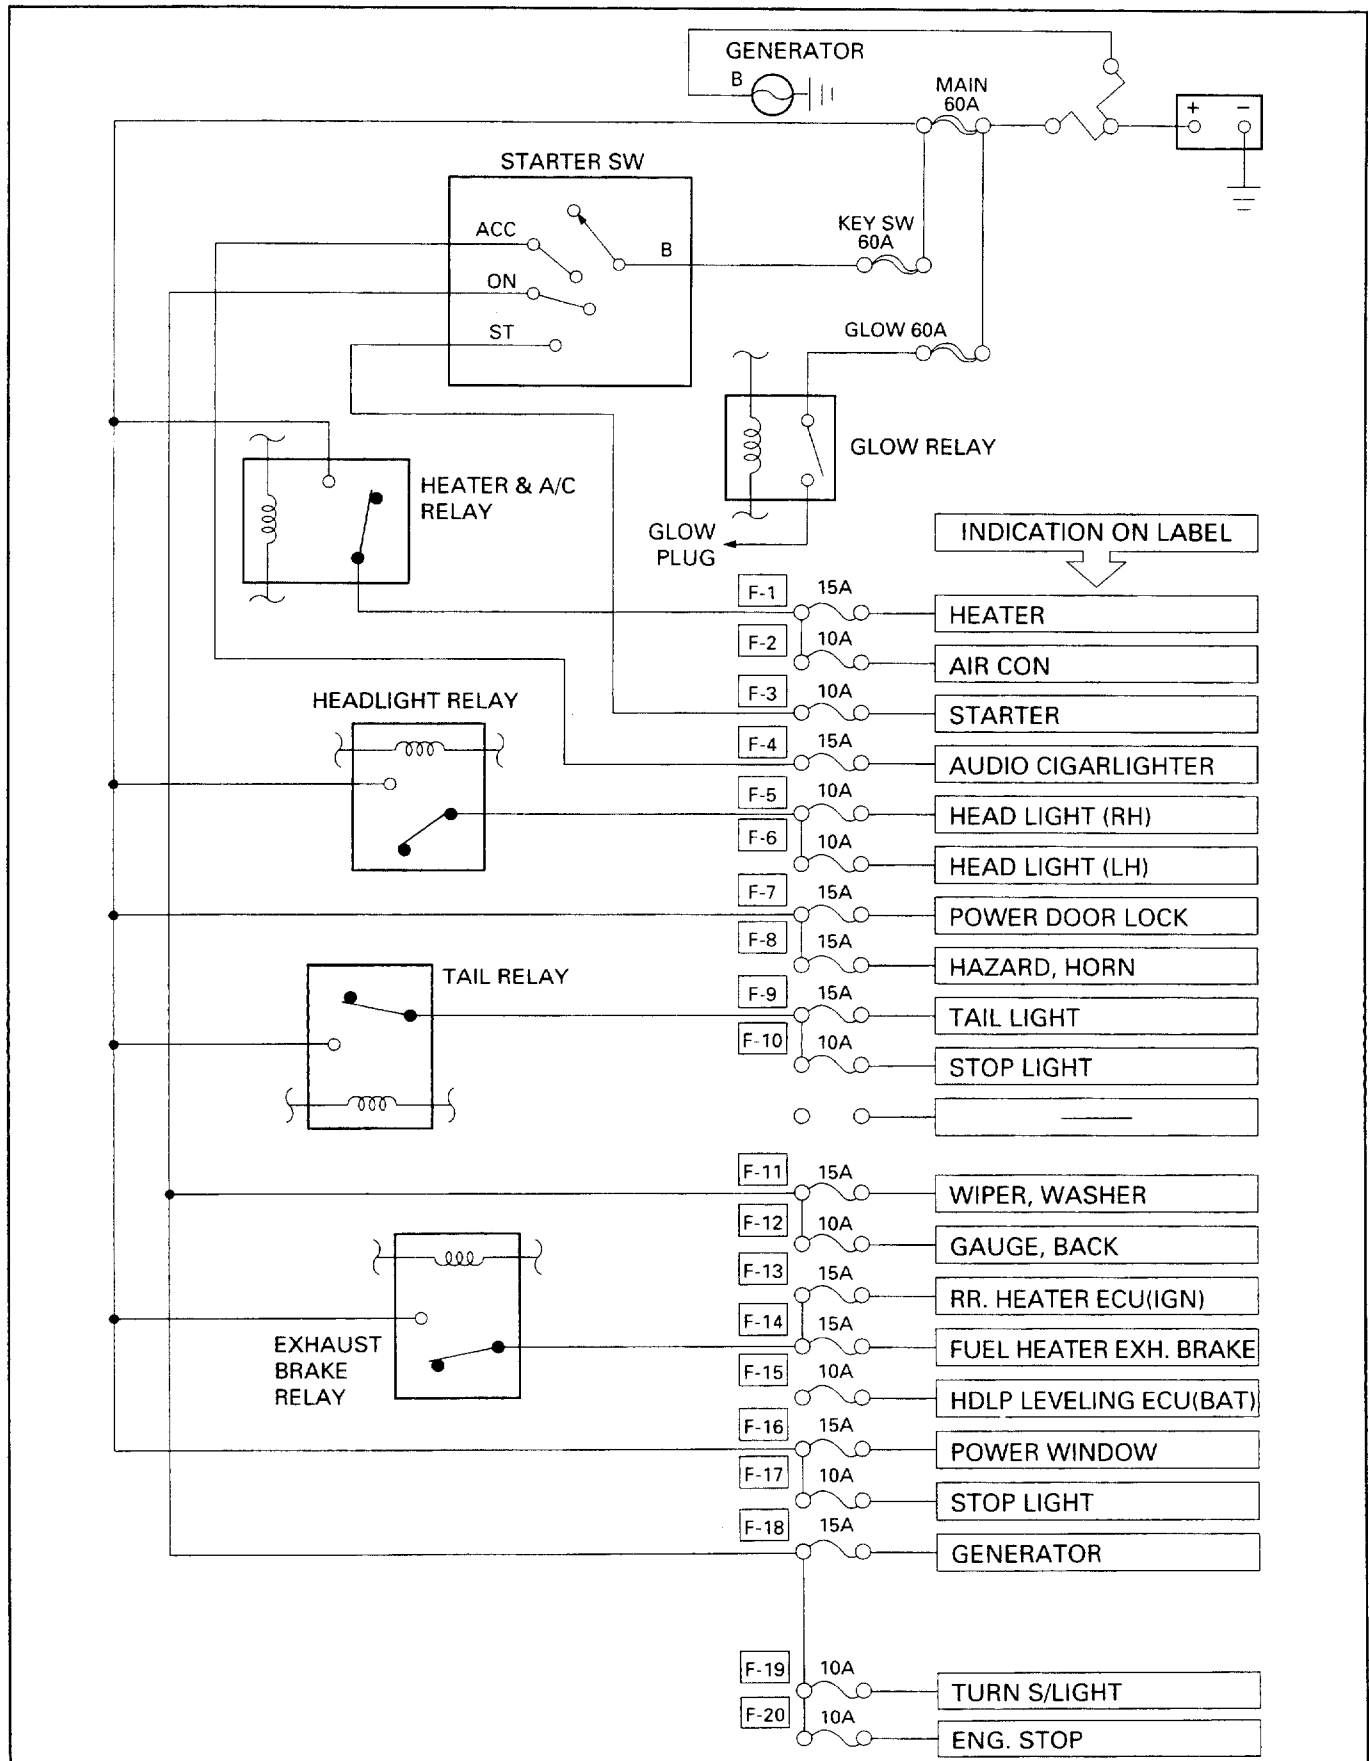 GENERATOR
B
MAIN
60A
+ −
STARTER SW
ACC
ON
ST
B
KEY SW
60A
GLOW 60A
GLOW RELAY
GLOW
PLUG
HEATER & A/C
RELAY
INDICATION ON LABEL
F-1 15A HEATER
F-2 10A AIR CON
F-3 10A STARTER
F-4 15A AUDIO CIGARLIGHTER
HEADLIGHT RELAY
F-5 10A HEAD LIGHT (RH)
F-6 10A HEAD LIGHT (LH)
F-7 15A POWER DOOR LOCK
F-8 15A HAZARD, HORN
TAIL RELAY
F-9 15A TAIL LIGHT
F-10 10A STOP LIGHT
F-11 15A WIPER, WASHER
F-12 10A GAUGE, BACK
F-13 15A RR. HEATER ECU(IGN)
F-14 15A FUEL HEATER EXH. BRAKE
EXHAUST
BRAKE
RELAY
F-15 10A HDLP LEVELING ECU(BAT)
F-16 15A POWER WINDOW
F-17 10A STOP LIGHT
F-18 15A GENERATOR
F-19 10A TURN S/LIGHT
F-20 10A ENG. STOP